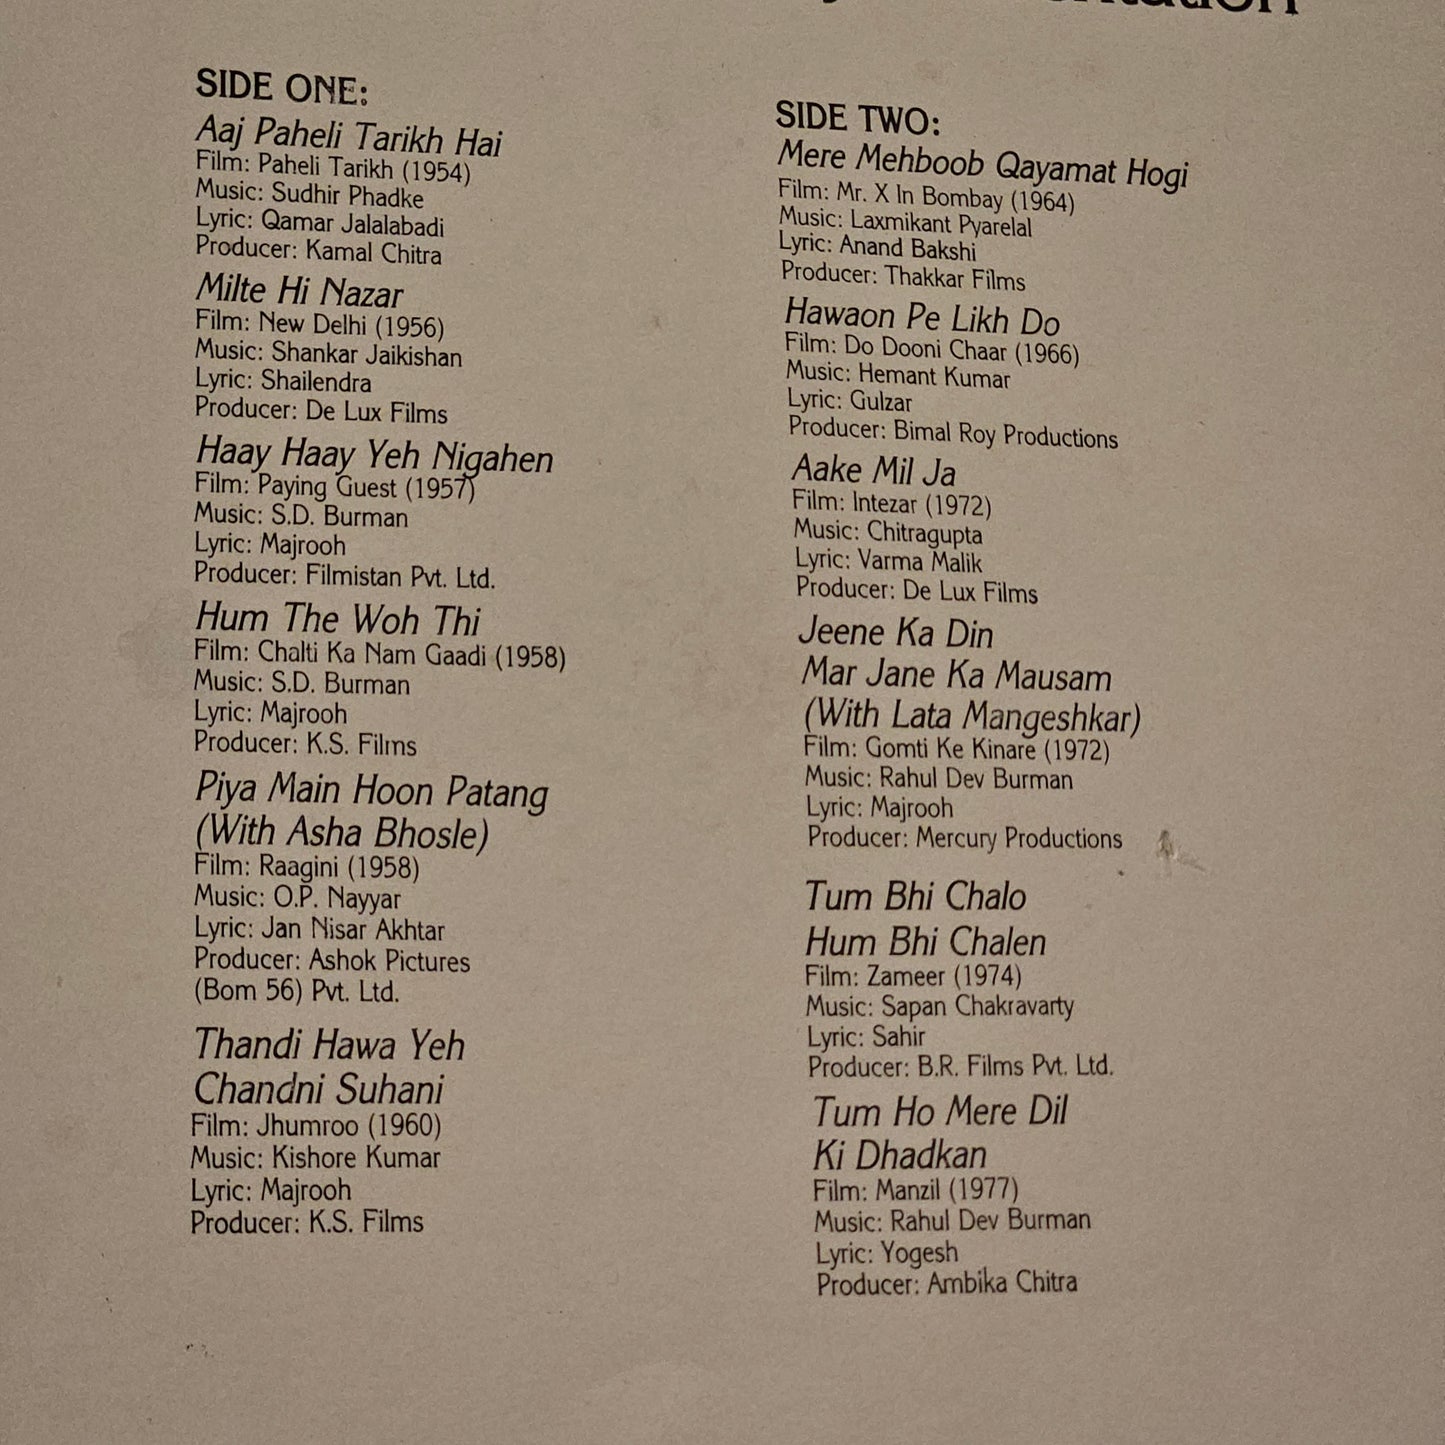 SIDE ONE:
Aaj Paheli Tarikh Hai
Film: Paheli Tarikh (1954)
Music: Sudhir Phadke
Lyric: Qamar Jalalabadi
Producer: Kamal Chitra
Milte Hi Nazar
Film: New Delhi (1956)
Music: Shankar Jaikishan
Lyric: Shailendra
Producer: De Lux Films
Haay Haay Yeh Nigahen
Film: Paying Guest (1957)
Music: S.D. Burman
Lyric: Majrooh
Producer: Filmistan Pvt. Ltd.
Hum The Woh Thi
Film: Chalti Ka Nam Gaadi (1958)
Music: S.D. Burman
Lyric: Majrooh
Producer: K.S. Films
Piya Main Hoon Patang
(With Asha Bhosle)
Film: Raagini (1958)
Music: O.P. Nayyar
Lyric: Jan Nisar Akhtar
Producer: Ashok Pictures
(Bom 56) Pvt. Ltd.
Thandi Hawa Yeh
Chandni Suhani
Film: Jhumroo (1960)
Music: Kishore Kumar
Lyric: Majrooh
Producer: K.S. Films
SIDE TWO:
Mere Mehboob Qayamat Hogi
Film: Mr. X In Bombay (1964)
Music: Laxmikant Pyarelal
Lyric: Anand Bakshi
Producer: Thakkar Films
Hawaon Pe Likh Do
Film: Do Dooni Chaar (1966)
Music: Hemant Kumar
Lyric: Gulzar
Producer: Bimal Roy Productions
Aake Mil Ja
Film: Intezar (1972)
Music: Chitragupta
Lyric: Varma Malik
Producer: De Lux Films
Jeene Ka Din
Mar Jane Ka Mausam
(With Lata Mangeshkar)
Film: Gomti Ke Kinare (1972)
Music: Rahul Dev Burman
Lyric: Majrooh
Producer: Mercury Productions
Tum Bhi Chalo
Hum Bhi Chalen
Film: Zameer (1974)
Music: Sapan Chakravarty
Lyric: Sahir
Producer: B.R. Films Pvt. Ltd.
Tum Ho Mere Dil
Ki Dhadkan
Film: Manzil (1977)
Music: Rahul Dev Burman
Lyric: Yogesh
Producer: Ambika Chitra